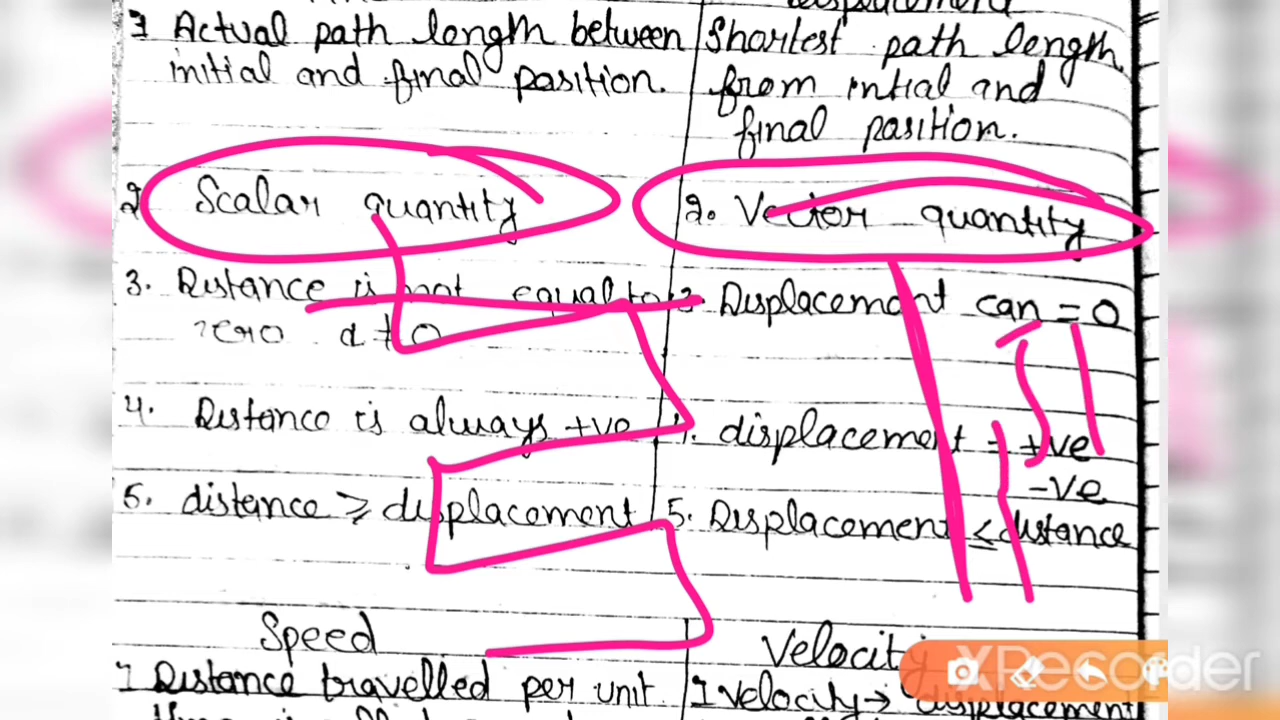 displacement
1 Actual path length between
initial and final position.
Shortest path length
from intial and
final position.
2. Scalar quantity
2. Vector quantity
3. Distance is not equal to
zero d ≠ 0
3. Displacement can = 0
4. Distance is always +ve
4. displacement - +ve
-ve
5. distance ⩾ displacement
5. Displacement ≤ distance
Speed
Velocity
1 Distance travelled per unit
1 Velocity → displacement
XRecorder